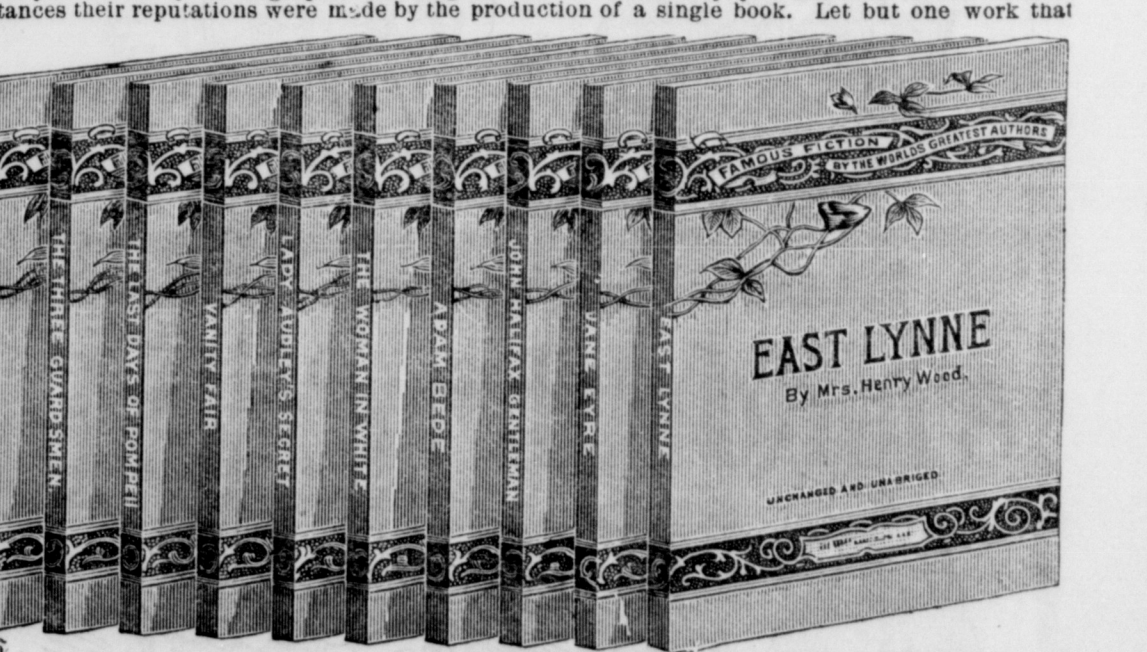 tances their reputations were made by the production of a single book. Let but one work that
THE THREE GUARDSMEN.
THE LAST DAYS OF POMPEII
VANITY FAIR
LADY AUDLEY'S SECRET
THE WOMAN IN WHITE
ADAM BEDE
JOHN HALIFAX GENTLEMAN
JANE EYRE
EAST LYNNE
FAMOUS FICTION
BY THE WORLDS GREATEST AUTHORS
EAST LYNNE
By Mrs. Henry Wood.
UNCHANGED AND UNABRIGED